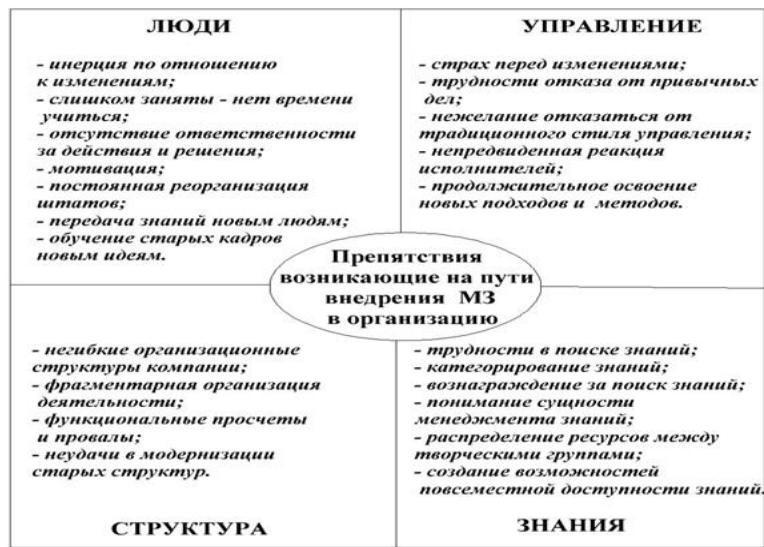 ЛЮДИ
- инерция по отношению
к изменениям;
- слишком заняты - нет времени
учиться;
- отсутствие ответственности
за действия и решения;
- мотивация;
- постоянная реорганизация
штатов;
- передача знаний новым людям;
- обучение старых кадров
новым идеям.
УПРАВЛЕНИЕ
- страх перед изменениями;
- трудности отказа от привычных
дел;
- нежелание отказаться от
традиционного стиля управления;
- непредвиденная реакция
исполнителей;
- продолжительное освоение
новых подходов и методов.
Препятствия
возникающие на пути
внедрения МЗ
в организацию
- негибкие организационные
структуры компании;
- фрагментарная организация
деятельности;
- функциональные просчеты
и провалы;
- неудачи в модернизации
старых структур.
СТРУКТУРА
- трудности в поиске знаний;
- категорирование знаний;
- вознаграждение за поиск знаний;
- понимание сущности
менеджмента знаний;
- распределение ресурсов между
творческими группами;
- создание возможностей
повсеместной доступности знаний.
ЗНАНИЯ